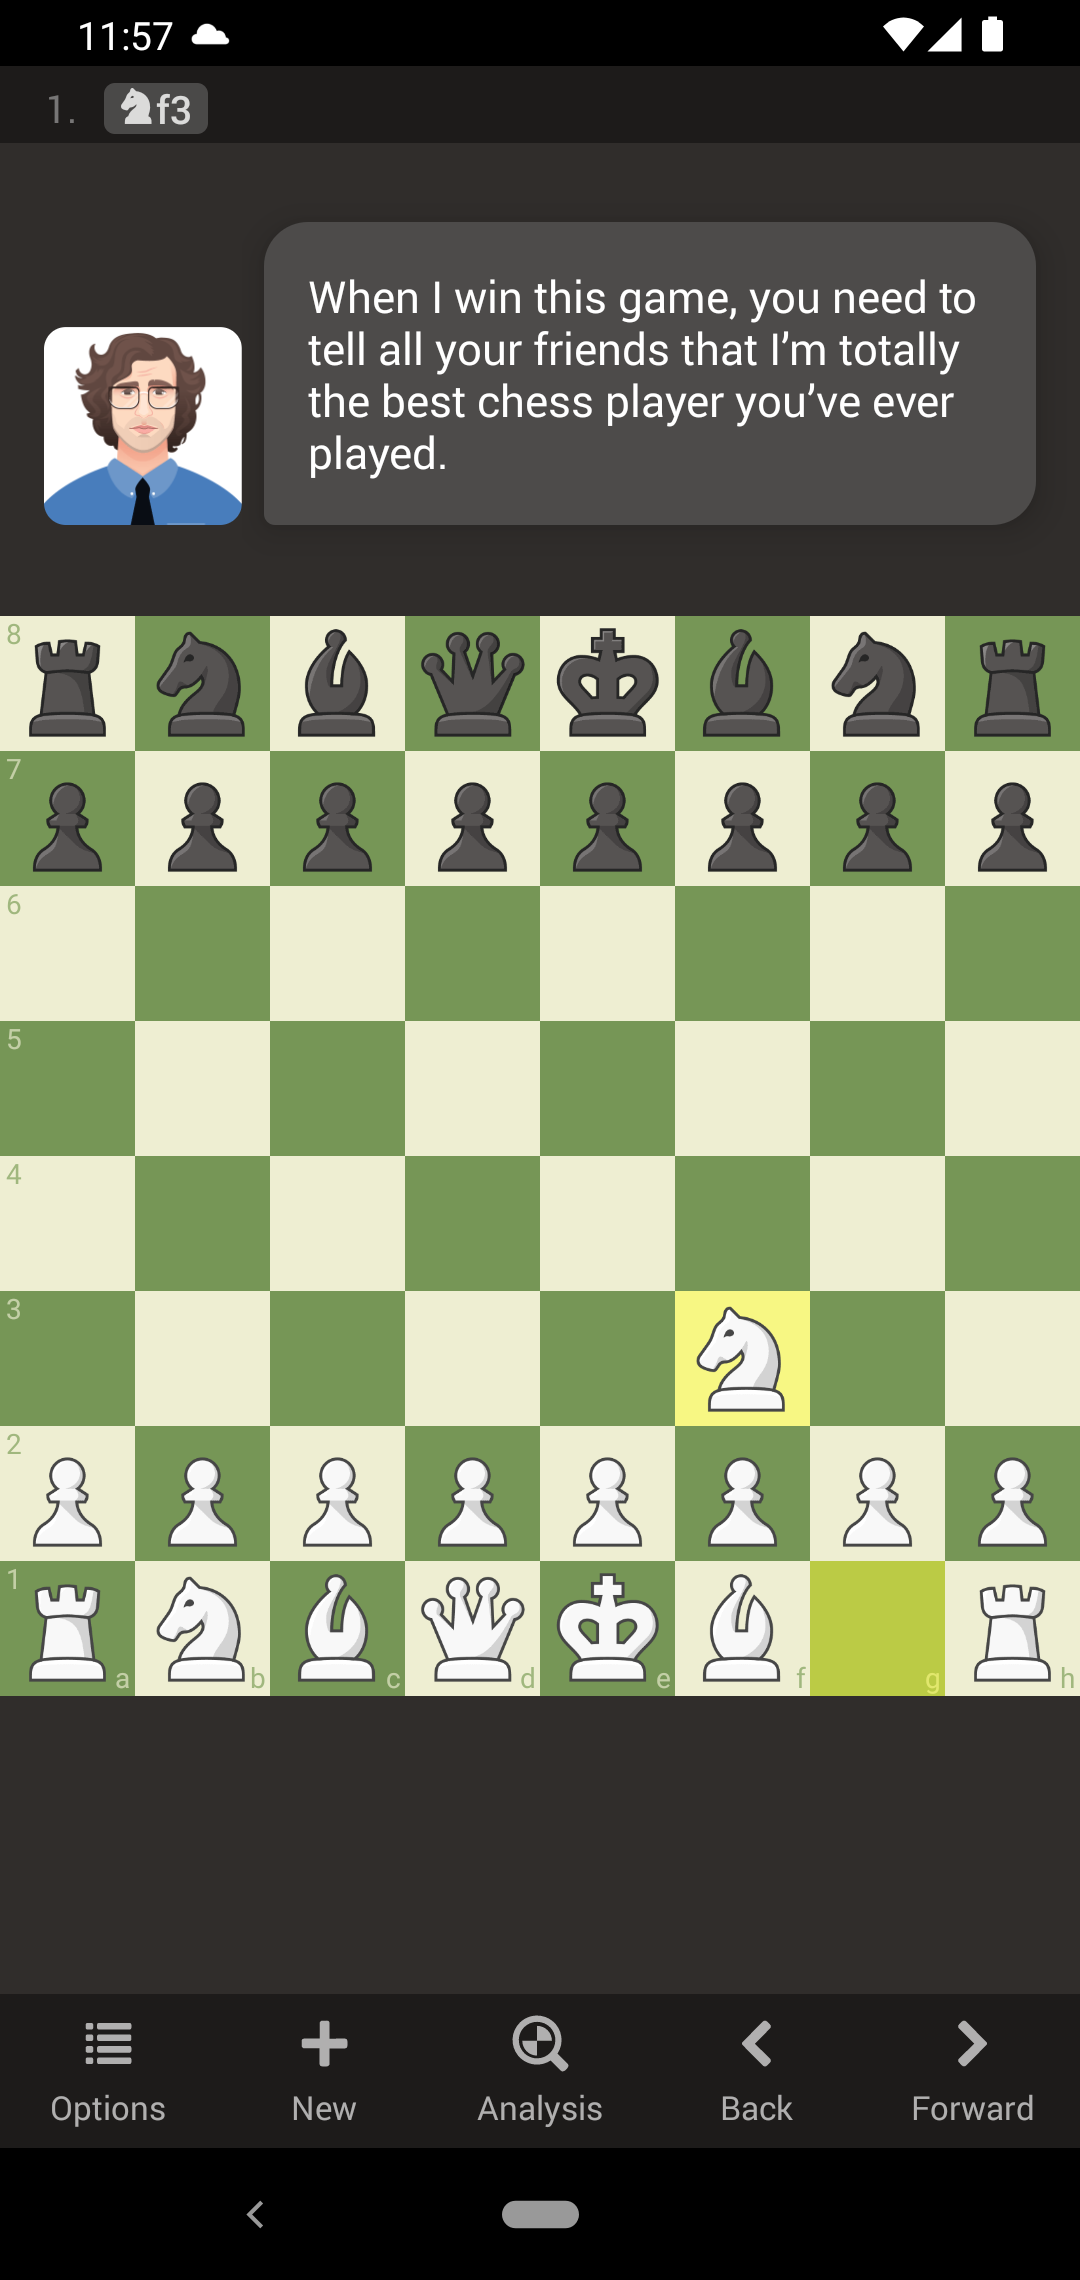 11:57
1. ♞f3
When I win this game, you need to
tell all your friends that I’m totally
the best chess player you’ve ever
played.
8
7
6
5
4
3
2
1
a b c d e f g h
Options New Analysis Back Forward